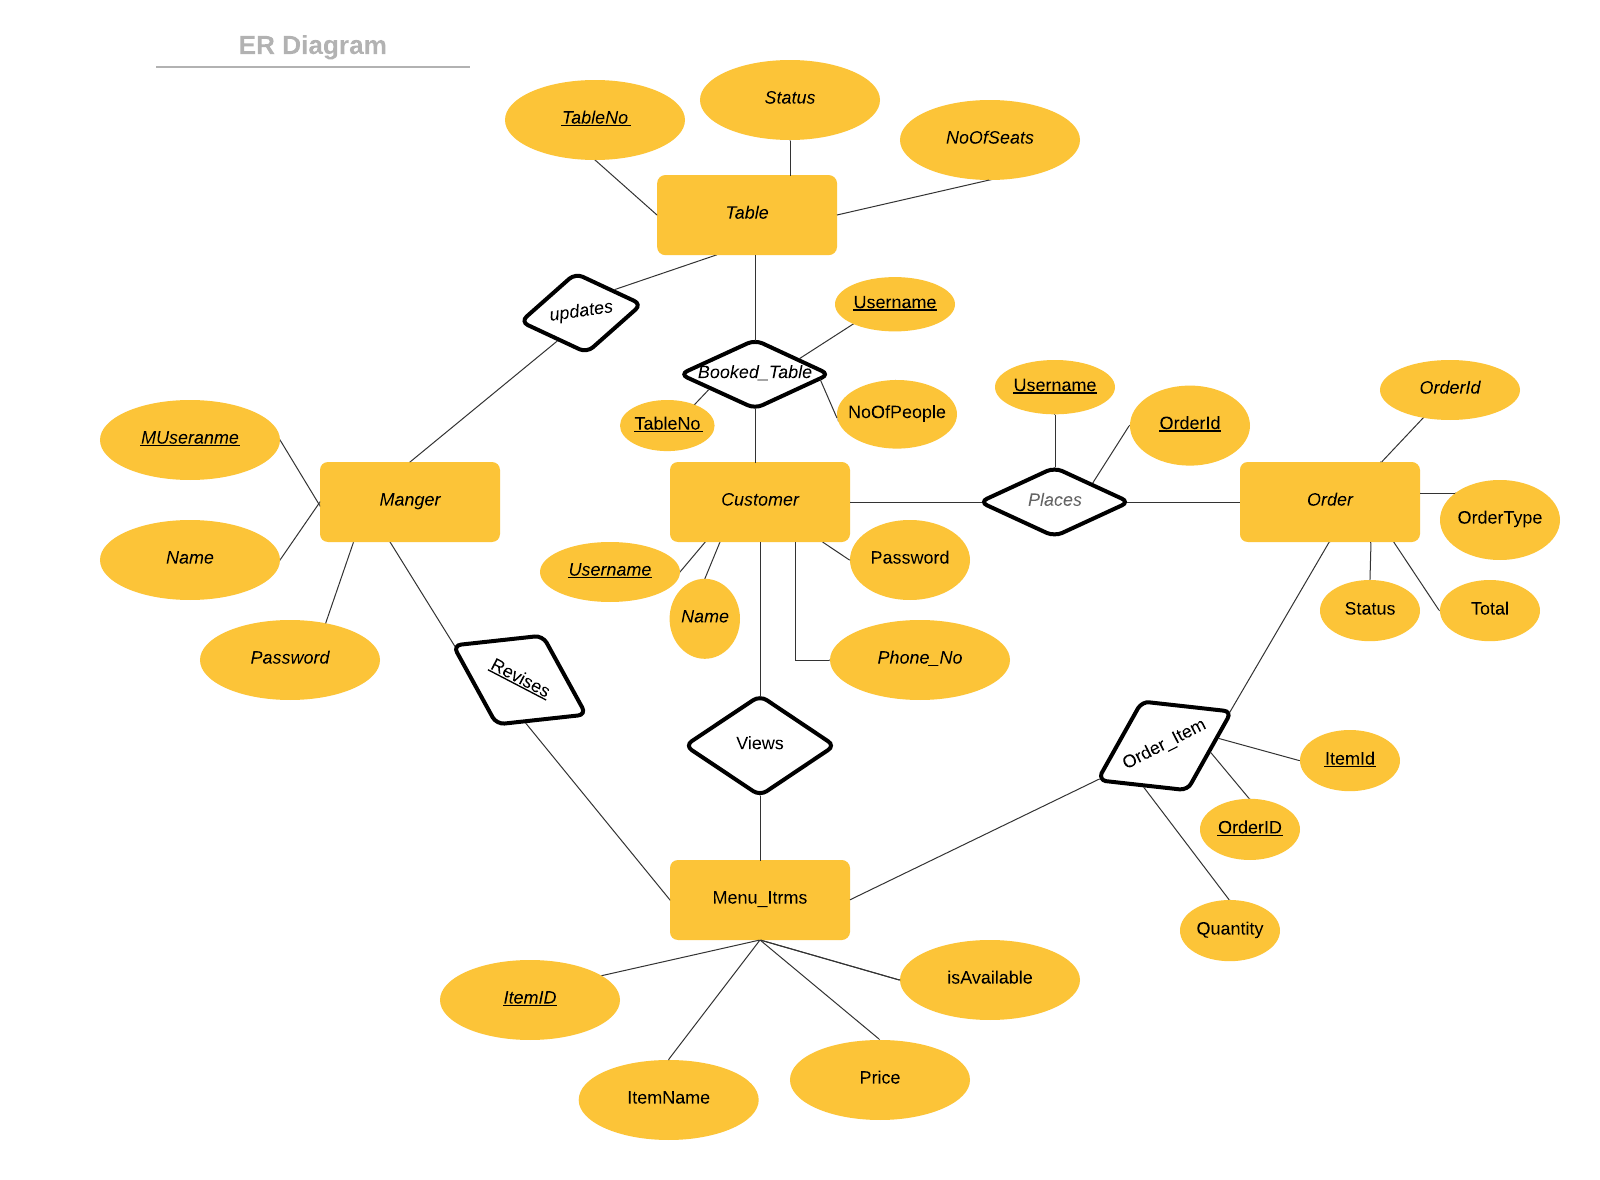 ER Diagram
Status
TableNo
NoOfSeats
Table
updates
Username
Booked_Table
TableNo
NoOfPeople
Username
OrderId
OrderId
MUseranme
Manger
Customer
Places
Order
OrderType
Name
Username
Name
Password
Status
Total
Password
Phone_No
Revises
Views
Order_Item
ItemId
OrderID
Menu_Itrms
Quantity
isAvailable
ItemID
Price
ItemName